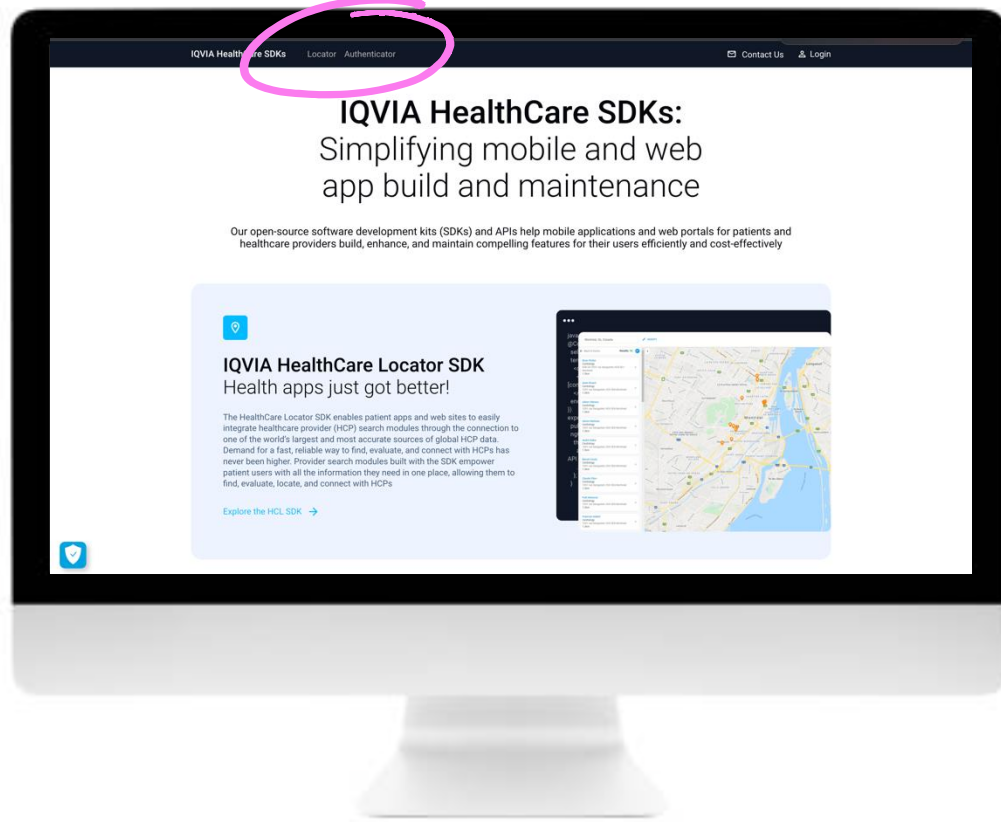 IQVIA HealthCare SDKs Locator Authenticator Contact Us Login
IQVIA HealthCare SDKs:
Simplifying mobile and web
app build and maintenance
Our open-source software development kits (SDKs) and APIs help mobile applications and web portals for patients and
healthcare providers build, enhance, and maintain compelling features for their users efficiently and cost-effectively
IQVIA HealthCare Locator SDK
Health apps just got better!
The HealthCare Locator SDK enables patient apps and web sites to easily
integrate healthcare provider (HCP) search modules through the connection to
one of the world's largest and most accurate sources of global HCP data.
Demand for a fast, reliable way to find, evaluate, and connect with HCPs has
never been higher. Provider search modules built with the SDK empower
patient users with all the information they need in one place, allowing them to
find, evaluate, locate, and connect with HCPs
Explore the HCL SDK